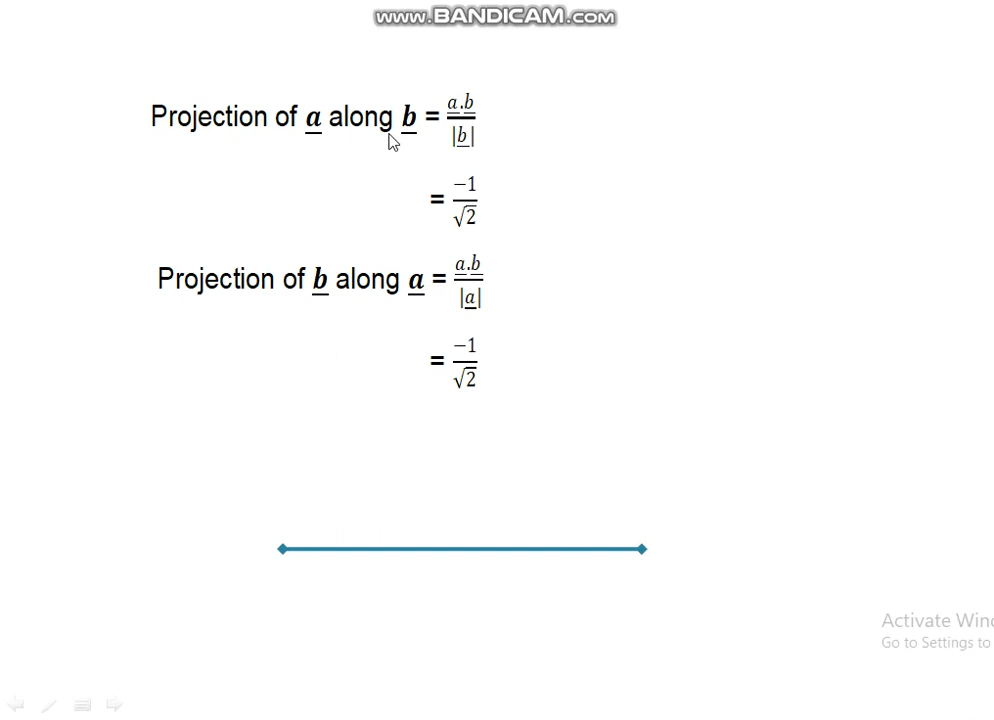 www.BANDICAM.com
Projection of a along b = a.b / |b|
= −1 / √2
Projection of b along a = a.b / |a|
= −1 / √2
Activate Win
Go to Settings to